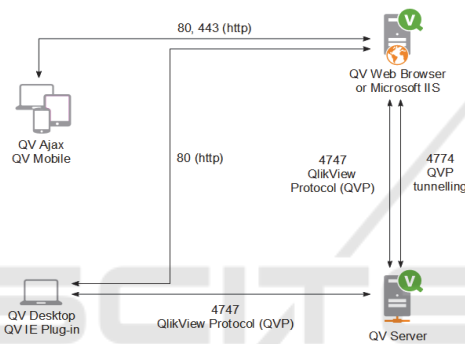 80, 443 (http)
QV Web Browser
or Microsoft IIS
QV Ajax
QV Mobile
80 (http)
4747
QlikView
Protocol (QVP)
4774
QVP
tunnelling
QV Desktop
QV IE Plug-in
4747
QlikView Protocol (QVP)
QV Server